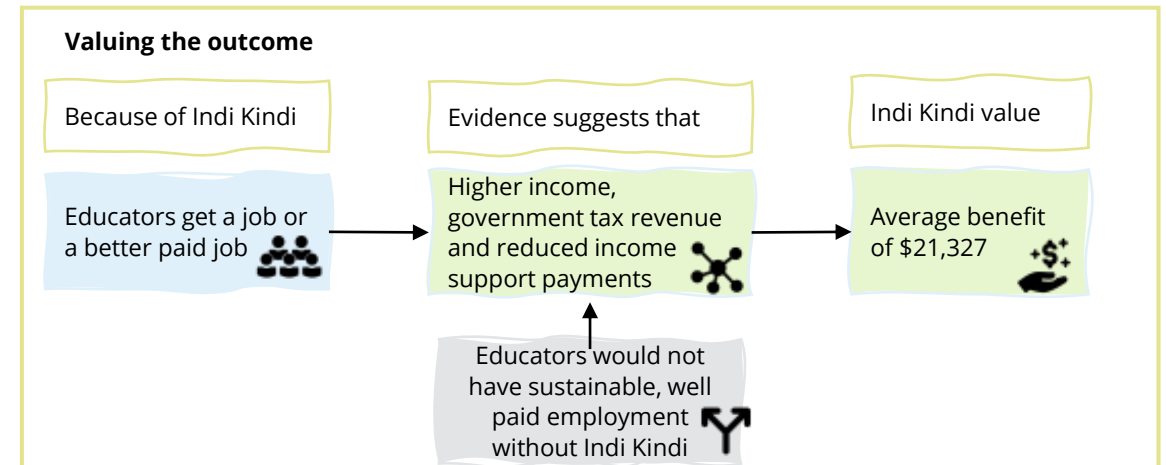 Valuing the outcome
Because of Indi Kindi
Evidence suggests that
Indi Kindi value
Educators get a job or
a better paid job
Higher income,
government tax revenue
and reduced income
support payments
Average benefit
of $21,327
Educators would not
have sustainable, well
paid employment
without Indi Kindi